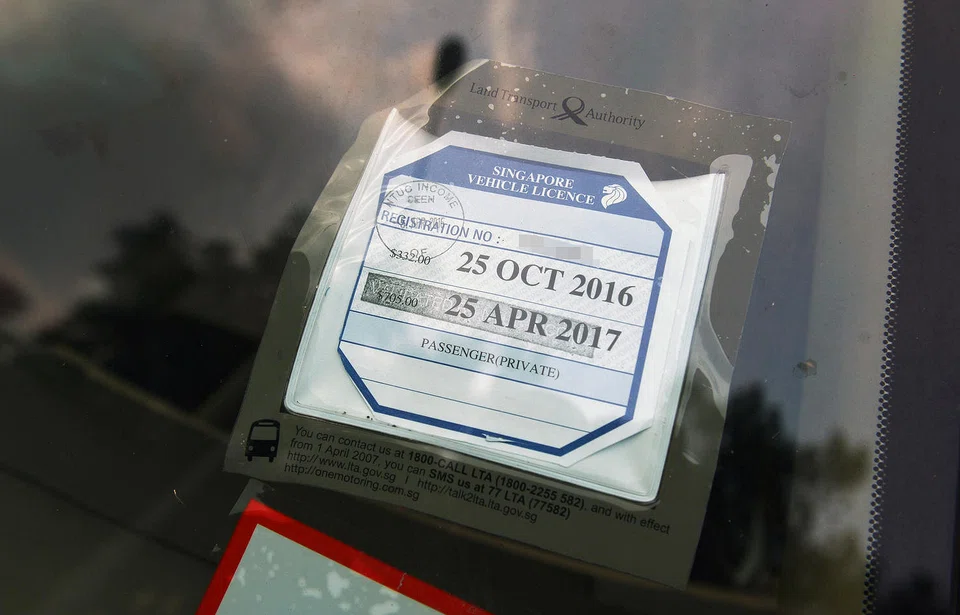 Land Transport Authority
SINGAPORE
VEHICLE LICENCE
NTUC INCOME
REGISTRATION NO :
$332.00 25 OCT 2016
$705.00 25 APR 2017
PASSENGER(PRIVATE)
You can contact us at 1800-CALL LTA (1800-2255 582), and with effect
from 1 April 2007, you can SMS us at 77 LTA (77582)
http://www.lta.gov.sg | http://talk2lta.lta.gov.sg
http://onemotoring.com.sg